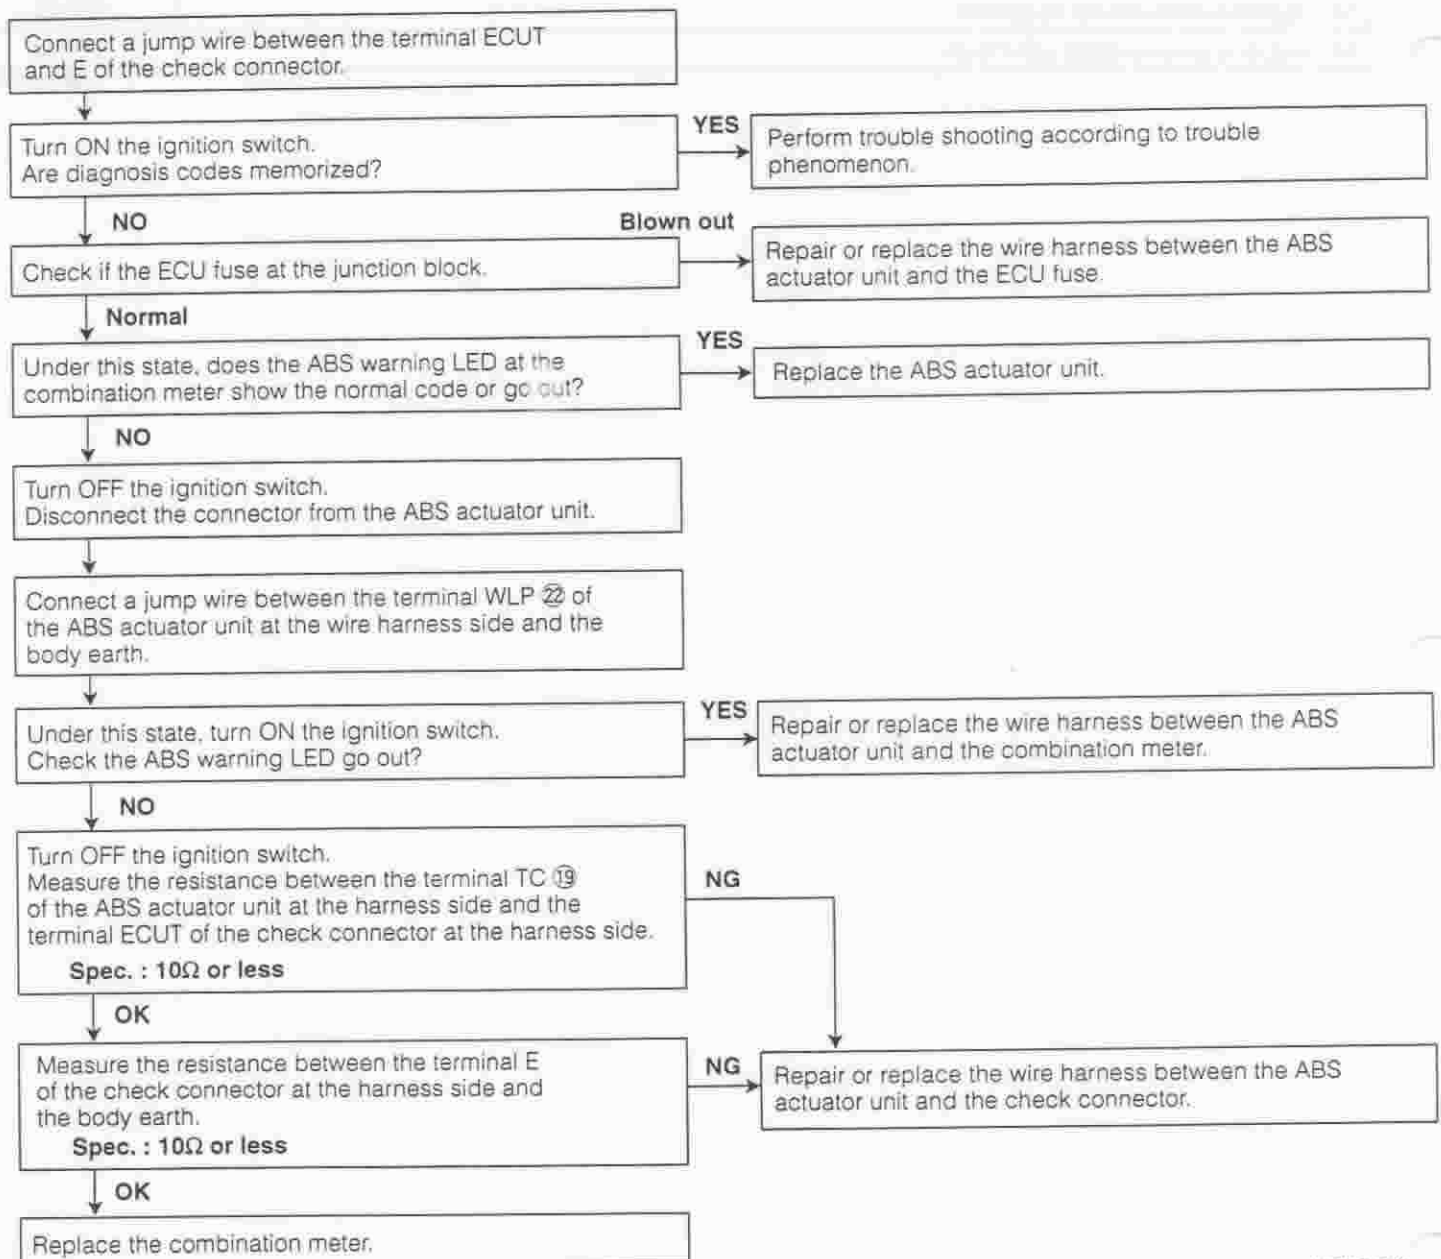 Connect a jump wire between the terminal ECUT
and E of the check connector.
Turn ON the ignition switch.
Are diagnosis codes memorized?
YES
Perform trouble shooting according to trouble
phenomenon.
NO
Check if the ECU fuse at the junction block.
Blown out
Repair or replace the wire harness between the ABS
actuator unit and the ECU fuse.
Normal
Under this state, does the ABS warning LED at the
combination meter show the normal code or go out?
YES
Replace the ABS actuator unit.
NO
Turn OFF the ignition switch.
Disconnect the connector from the ABS actuator unit.
Connect a jump wire between the terminal WLP ㉒ of
the ABS actuator unit at the wire harness side and the
body earth.
Under this state, turn ON the ignition switch.
Check the ABS warning LED go out?
YES
Repair or replace the wire harness between the ABS
actuator unit and the combination meter.
NO
Turn OFF the ignition switch.
Measure the resistance between the terminal TC ⑲
of the ABS actuator unit at the harness side and the
terminal ECUT of the check connector at the harness side.
Spec. : 10Ω or less
NG
OK
Measure the resistance between the terminal E
of the check connector at the harness side and
the body earth.
Spec. : 10Ω or less
NG
Repair or replace the wire harness between the ABS
actuator unit and the check connector.
OK
Replace the combination meter.